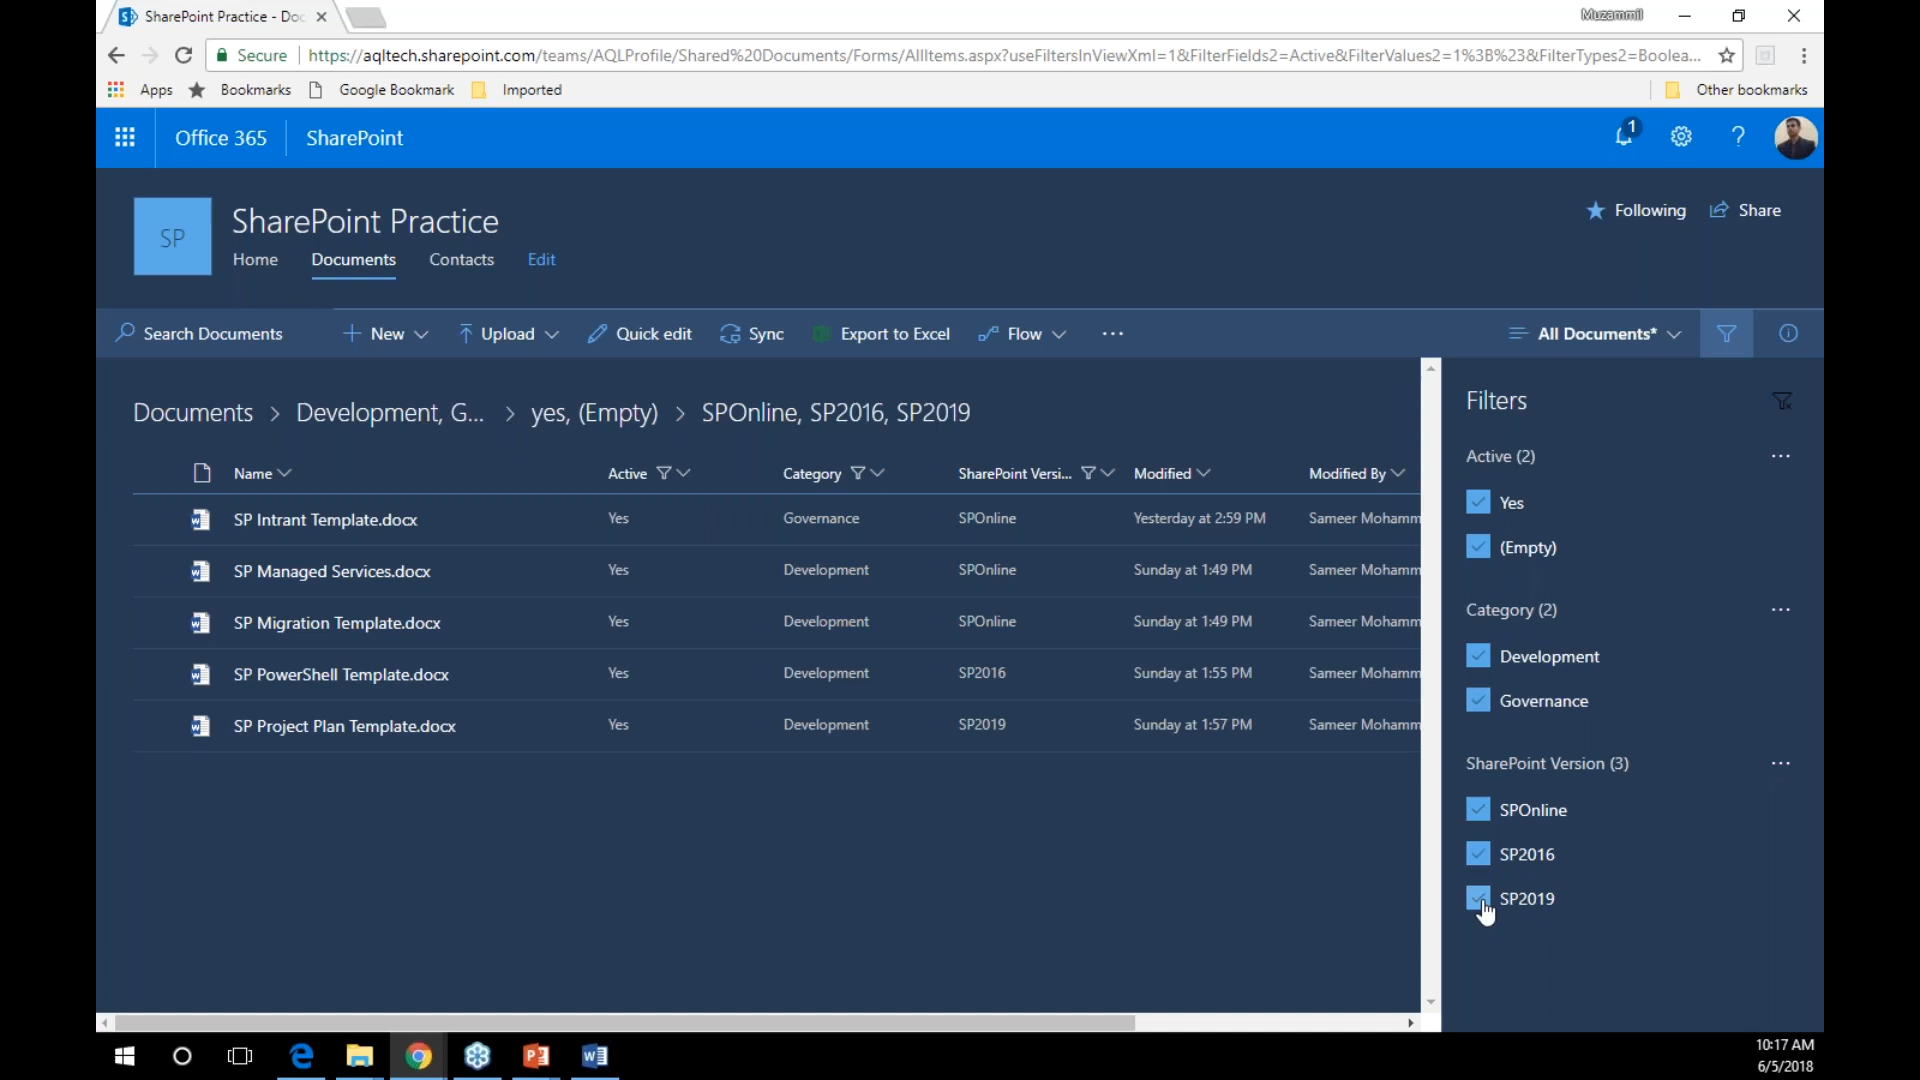 SharePoint Practice - Doc
Muzammil
Secure
https://aqltech.sharepoint.com/teams/AQLProfile/Shared%20Documents/Forms/AllItems.aspx?useFiltersInViewXml=1&FilterFields2=Active&FilterValues2=1%3B%23&FilterTypes2=Boolea...
Apps
Bookmarks
Google Bookmark
Imported
Other bookmarks
Office 365
SharePoint
1
?
SP
SharePoint Practice
Following
Share
Home
Documents
Contacts
Edit
Search Documents
New
Upload
Quick edit
Sync
Export to Excel
Flow
...
All Documents*
Documents > Development, G... > yes, (Empty) > SPOnline, SP2016, SP2019
Name
Active
Category
SharePoint Versi...
Modified
Modified By
SP Intrant Template.docx
Yes
Governance
SPOnline
Yesterday at 2:59 PM
Sameer Mohamm
SP Managed Services.docx
Yes
Development
SPOnline
Sunday at 1:49 PM
Sameer Mohamm
SP Migration Template.docx
Yes
Development
SPOnline
Sunday at 1:49 PM
Sameer Mohamm
SP PowerShell Template.docx
Yes
Development
SP2016
Sunday at 1:55 PM
Sameer Mohamm
SP Project Plan Template.docx
Yes
Development
SP2019
Sunday at 1:57 PM
Sameer Mohamm
Filters
Active (2)
...
Yes
(Empty)
Category (2)
...
Development
Governance
SharePoint Version (3)
...
SPOnline
SP2016
SP2019
10:17 AM
6/5/2018